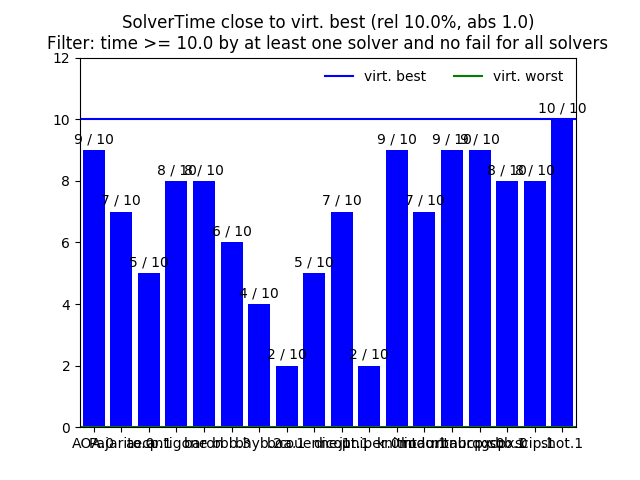 SolverTime close to virt. best (rel 10.0%, abs 1.0)
Filter: time >= 10.0 by at least one solver and no fail for all solvers
12
virt. best virt. worst
10 / 10
10
9 / 10 9 / 10 9 / 10 9 / 10
8 / 10 8 / 10 8 / 10 8 / 10
8
7 / 10 7 / 10 7 / 10
6 / 10
6
5 / 10 5 / 10
4 / 10
4
2 / 10 2 / 10
2
0
shot.1